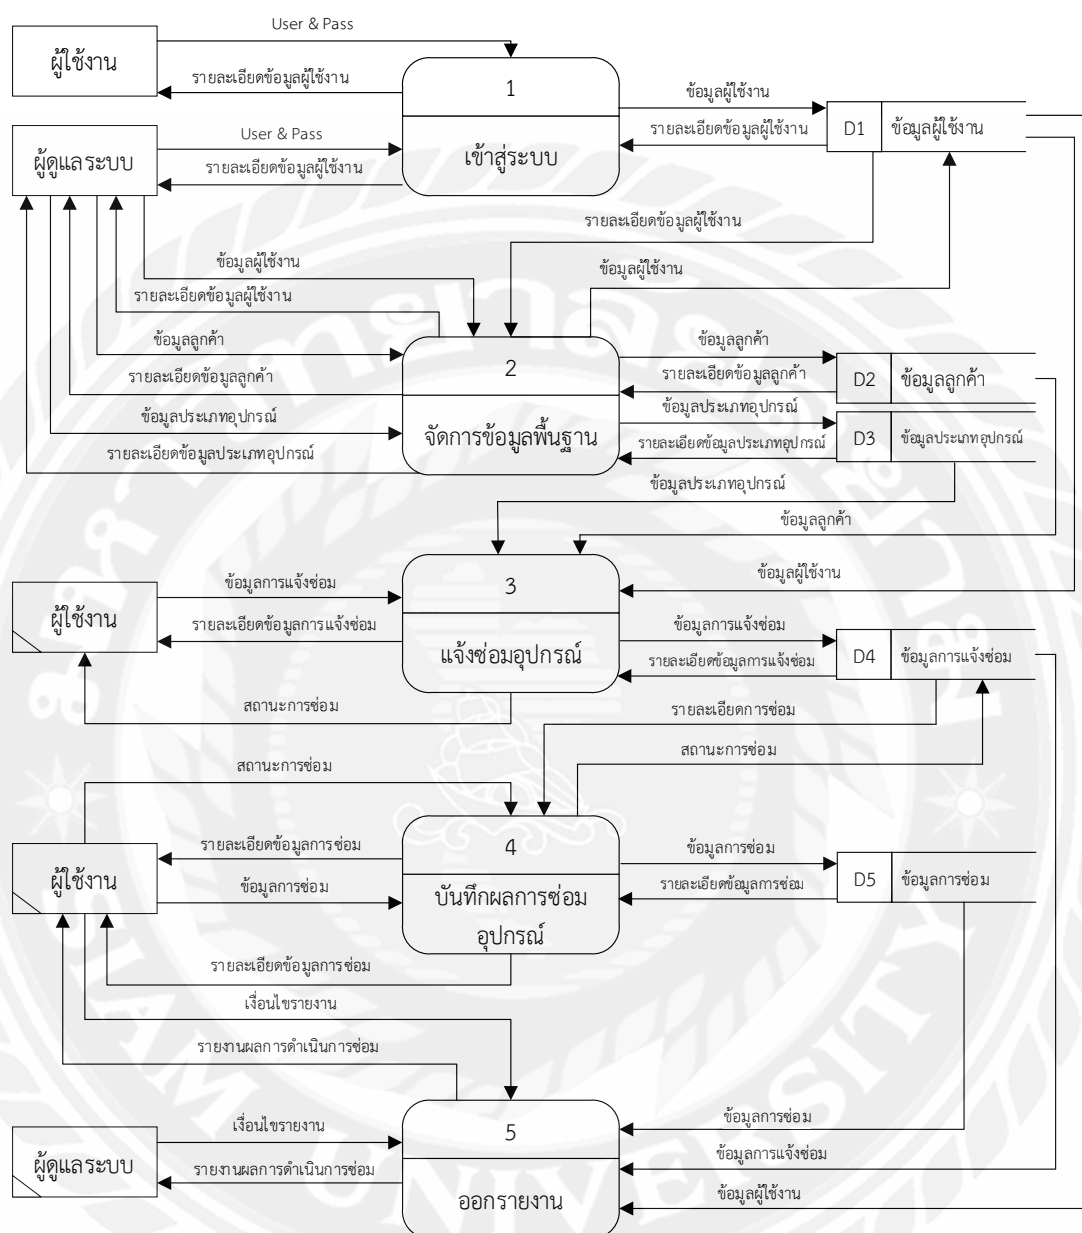 User & Pass
ผู้ใช้งาน
รายละเอียดข้อมูลผู้ใช้งาน
1
เข้าสู่ระบบ
ข้อมูลผู้ใช้งาน
รายละเอียดข้อมูลผู้ใช้งาน
D1
ข้อมูลผู้ใช้งาน
ผู้ดูแลระบบ
User & Pass
รายละเอียดข้อมูลผู้ใช้งาน
รายละเอียดข้อมูลผู้ใช้งาน
ข้อมูลผู้ใช้งาน
ข้อมูลผู้ใช้งาน
รายละเอียดข้อมูลผู้ใช้งาน
ข้อมูลลูกค้า
รายละเอียดข้อมูลลูกค้า
ข้อมูลประเภทอุปกรณ์
รายละเอียดข้อมูลประเภทอุปกรณ์
2
จัดการข้อมูลพื้นฐาน
ข้อมูลลูกค้า
รายละเอียดข้อมูลลูกค้า
ข้อมูลประเภทอุปกรณ์
รายละเอียดข้อมูลประเภทอุปกรณ์
D2
ข้อมูลลูกค้า
D3
ข้อมูลประเภทอุปกรณ์
ข้อมูลประเภทอุปกรณ์
ข้อมูลลูกค้า
ข้อมูลผู้ใช้งาน
ผู้ใช้งาน
ข้อมูลการแจ้งซ่อม
รายละเอียดข้อมูลการแจ้งซ่อม
3
แจ้งซ่อมอุปกรณ์
ข้อมูลการแจ้งซ่อม
รายละเอียดข้อมูลการแจ้งซ่อม
D4
ข้อมูลการแจ้งซ่อม
สถานะการซ่อม
รายละเอียดการซ่อม
สถานะการซ่อม
สถานะการซ่อม
ผู้ใช้งาน
รายละเอียดข้อมูลการซ่อม
ข้อมูลการซ่อม
4
บันทึกผลการซ่อม
อุปกรณ์
ข้อมูลการซ่อม
รายละเอียดข้อมูลการซ่อม
D5
ข้อมูลการซ่อม
รายละเอียดข้อมูลการซ่อม
เงื่อนไขรายงาน
รายงานผลการดำเนินการซ่อม
ผู้ดูแลระบบ
เงื่อนไขรายงาน
รายงานผลการดำเนินการซ่อม
5
ออกรายงาน
ข้อมูลการซ่อม
ข้อมูลการแจ้งซ่อม
ข้อมูลผู้ใช้งาน
มหาวิทยาลัยสยาม
SIAM UNIVERSITY